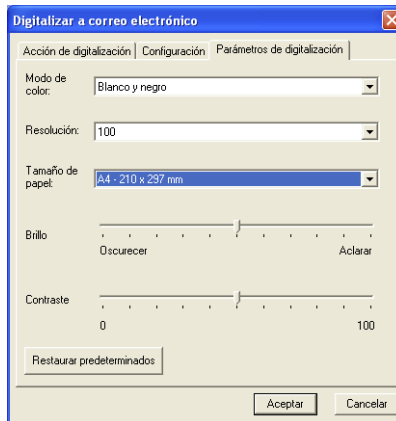 Digitalizar a correo electrónico
Acción de digitalización Configuración Parámetros de digitalización
Modo de color: Blanco y negro
Resolución: 100
Tamaño de papel: A4 - 210 x 297 mm
Brillo
Oscurecer Aclarar
Contraste
0 100
Restaurar predeterminados
Aceptar Cancelar